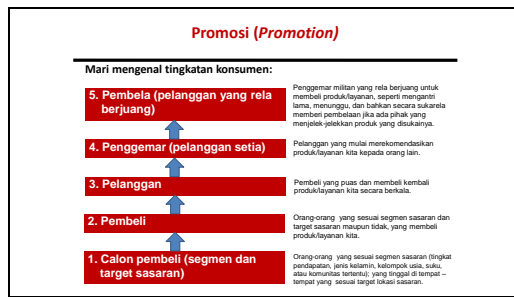 Promosi (Promotion)
Mari mengenal tingkatan konsumen:
5. Pembela (pelanggan yang rela
berjuang)
Penggemar militan yang rela berjuang untuk
membeli produk/layanan, seperti mengantri
lama, menunggu, dan bahkan secara sukarela
memberi pembelaan jika ada pihak yang
menjelek-jelekkan produk yang disukainya.
4. Penggemar (pelanggan setia)
Pelanggan yang mulai merekomendasikan
produk/layanan kita kepada orang lain.
3. Pelanggan
Pembeli yang puas dan membeli kembali
produk/layanan kita secara berkala.
2. Pembeli
Orang-orang yang sesuai segmen sasaran dan
target sasaran maupun tidak, yang membeli
produk/layanan kita.
1. Calon pembeli (segmen dan
target sasaran)
Orang-orang yang sesuai segmen sasaran (tingkat
pendapatan, jenis kelamin, kelompok usia, suku,
atau komunitas tertentu); yang tinggal di tempat –
tempat yang sesuai target lokasi sasaran.